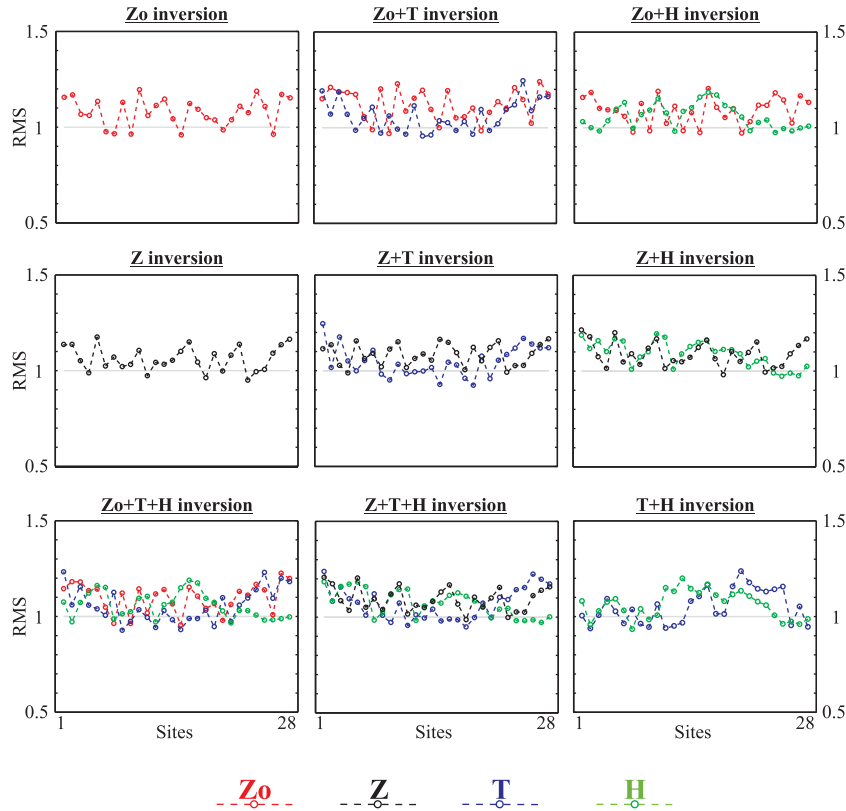 Zo inversion Zo+T inversion Zo+H inversion
1.5 1.5
RMS 1 1
0.5 0.5
Z inversion Z+T inversion Z+H inversion
1.5 1.5
RMS 1 1
0.5 0.5
Zo+T+H inversion Z+T+H inversion T+H inversion
1.5 1.5
RMS 1 1
0.5 0.5
1 28 1 28 1 28
Sites Sites Sites
Zo Z T H